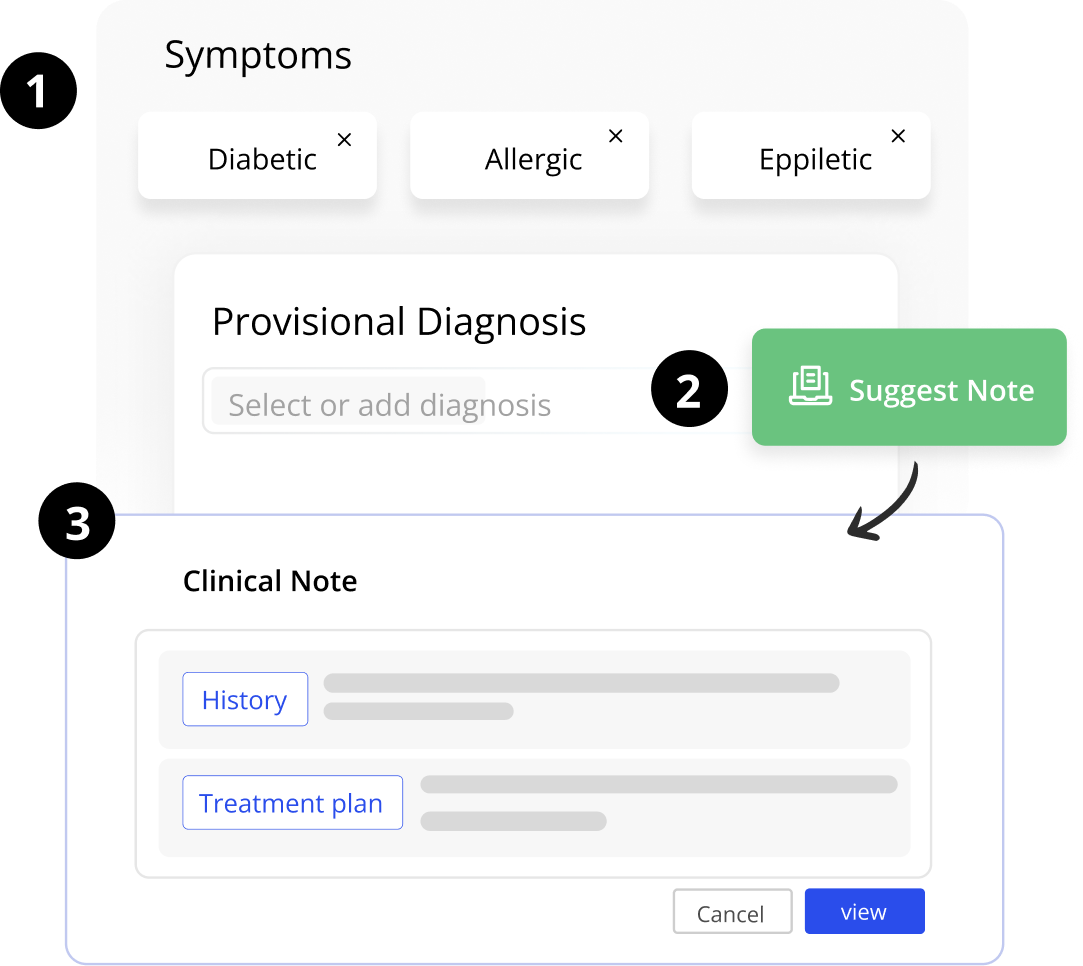 1
Symptoms
Diabetic
Allergic
Eppiletic
Provisional Diagnosis
Select or add diagnosis
2
Suggest Note
3
Clinical Note
History
Treatment plan
Cancel
view